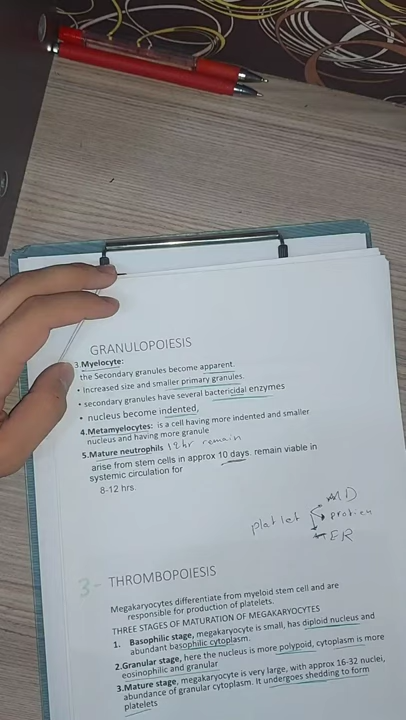 GRANULOPOIESIS
3.Myelocyte:
the Secondary granules become apparent.
• Increased size and smaller primary granules.
• secondary granules have several bactericidal enzymes
• nucleus become indented,
4.Metamyelocytes: is a cell having more indented and smaller
nucleus and having more granule
5.Mature neutrophils 12hr remain
arise from stem cells in approx 10 days. remain viable in
systemic circulation for
8-12 hrs.
MD
platelet protien
ER
3- THROMBOPOIESIS
Megakaryocytes differentiate from myeloid stem cell and are
responsible for production of platelets.
THREE STAGES OF MATURATION OF MEGAKARYOCYTES
1. Basophilic stage, megakaryocyte is small, has diploid nucleus and
abundant basophilic cytoplasm.
2.Granular stage, here the nucleus is more polypoid, cytoplasm is more
eosinophilic and granular
3.Mature stage, megakaryocyte is very large, with approx 16-32 nuclei,
abundance of granular cytoplasm. It undergoes shedding to form
platelets